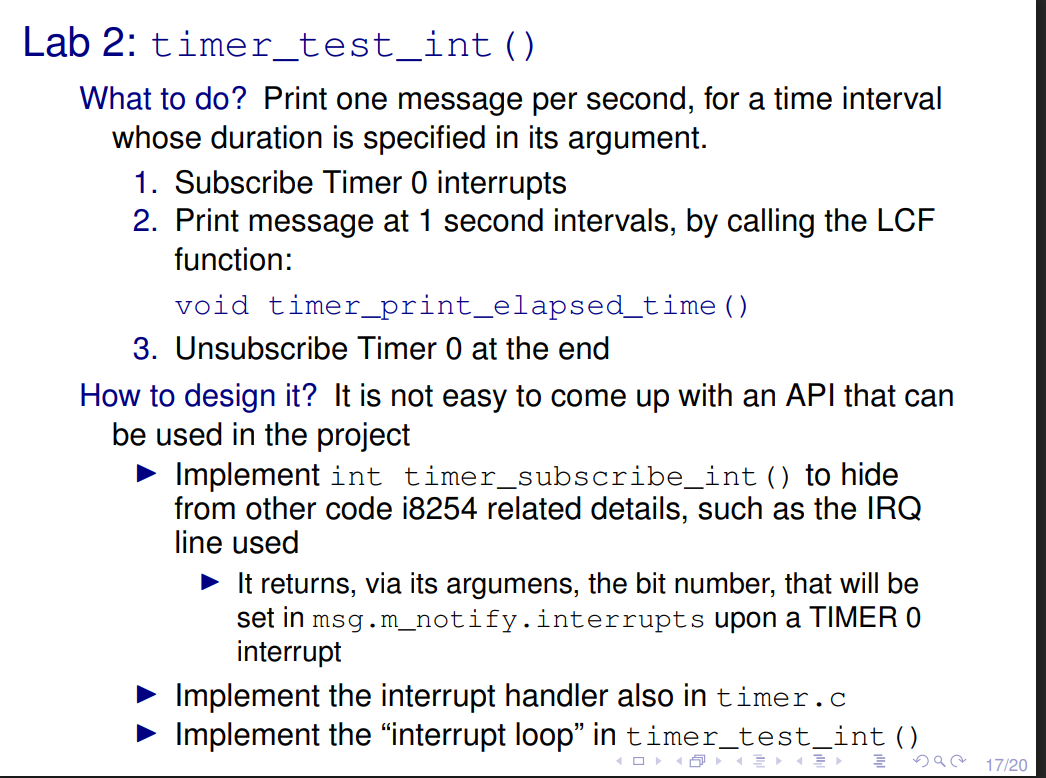 Lab 2: timer_test_int()
What to do? Print one message per second, for a time interval
whose duration is specified in its argument.
1. Subscribe Timer 0 interrupts
2. Print message at 1 second intervals, by calling the LCF
function:
void timer_print_elapsed_time()
3. Unsubscribe Timer 0 at the end
How to design it? It is not easy to come up with an API that can
be used in the project
▶ Implement int timer_subscribe_int() to hide
from other code i8254 related details, such as the IRQ
line used
▶ It returns, via its argumens, the bit number, that will be
set in msg.m_notify.interrupts upon a TIMER 0
interrupt
▶ Implement the interrupt handler also in timer.c
▶ Implement the “interrupt loop” in timer_test_int()
17/20